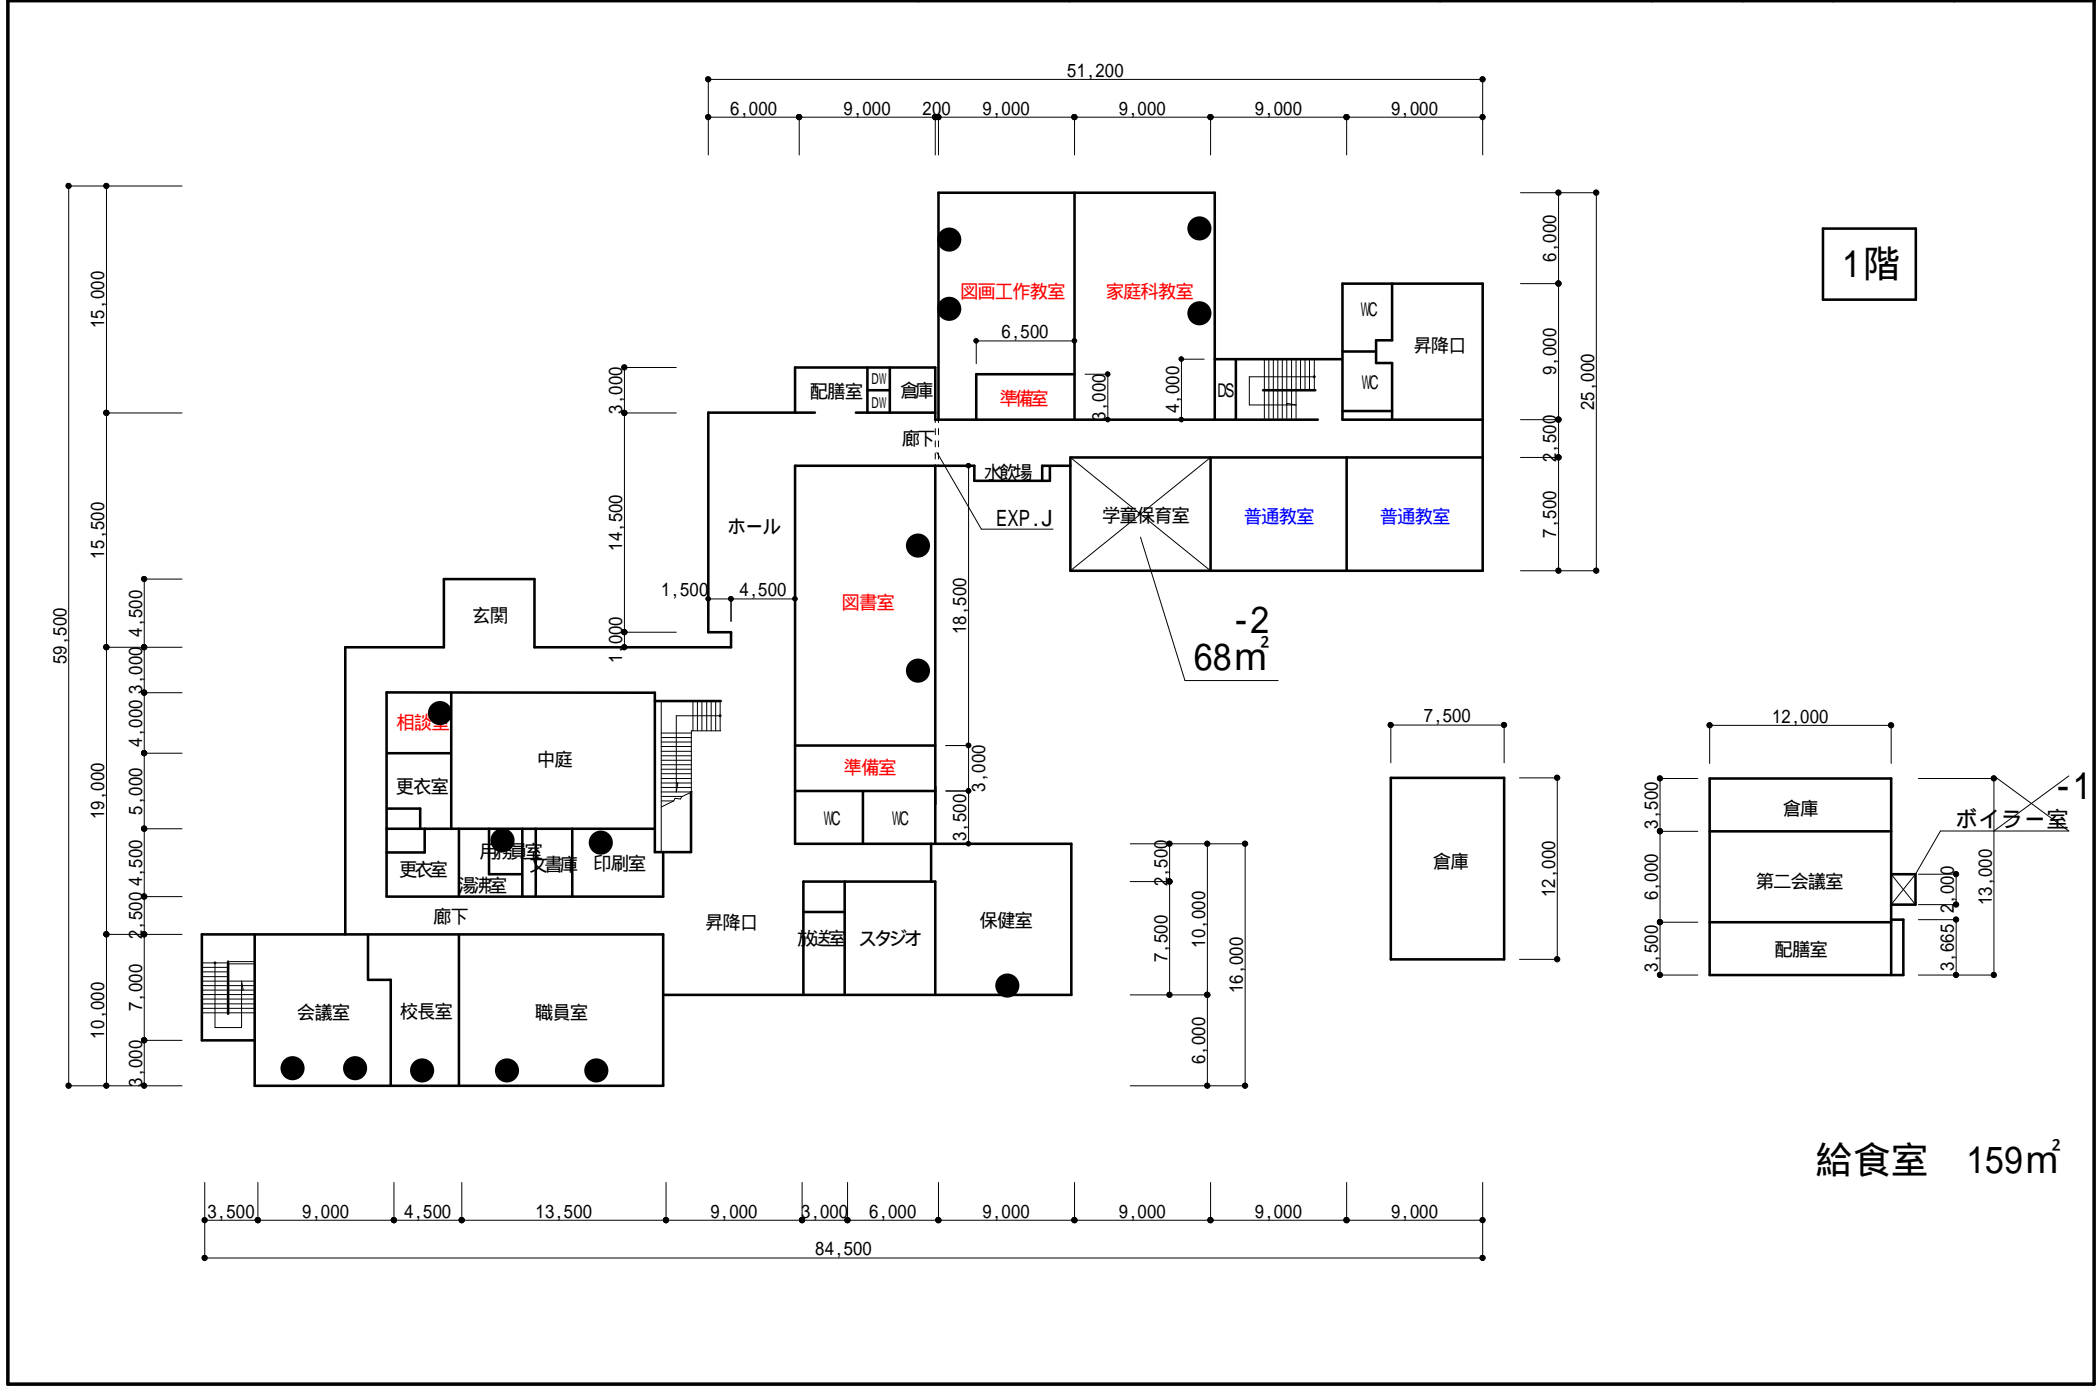 51,200
6,000 9,000 200 9,000 9,000 9,000 9,000
1階
59,500
15,000
15,500
19,000
10,000
4,500
3,000
4,000
5,000
4,500
2,500
7,000
3,000
3,000
14,500
1,000
1,500 4,500
図画工作教室 家庭科教室
6,500
準備室
3,000
4,000
DS
WC
WC
昇降口
6,000
9,000
2,500
7,500
25,000
配膳室 DW
DW
倉庫
廊下
水飲場
EXP.J
ホール
学童保育室 普通教室 普通教室
-2
68㎡
図書室
18,500
3,000
3,500
準備室
WC WC
玄関
相談室
中庭
更衣室
更衣室
湯沸室
文書庫
印刷室
廊下
昇降口
放送室 スタジオ 保健室
会議室 校長室 職員室
2,500
7,500
10,000
6,000
16,000
7,500
倉庫
12,000
12,000
3,500
6,000
3,500
倉庫
第二会議室
配膳室
-1
ボイラー室
2,000
3,665
13,000
給食室 159㎡
3,500 9,000 4,500 13,500 9,000 3,000 6,000 9,000 9,000 9,000 9,000
84,500